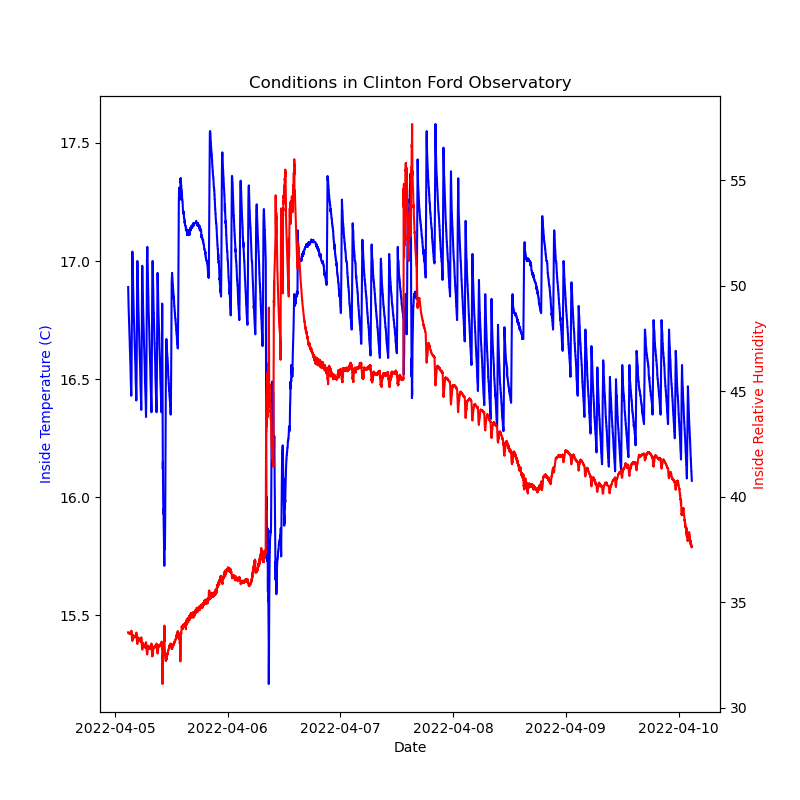 Conditions in Clinton Ford Observatory
17.5
17.0
16.5
16.0
15.5
Inside Temperature (C)
55
50
45
40
35
30
Inside Relative Humidity
2022-04-05 2022-04-06 2022-04-07 2022-04-08 2022-04-09 2022-04-10
Date